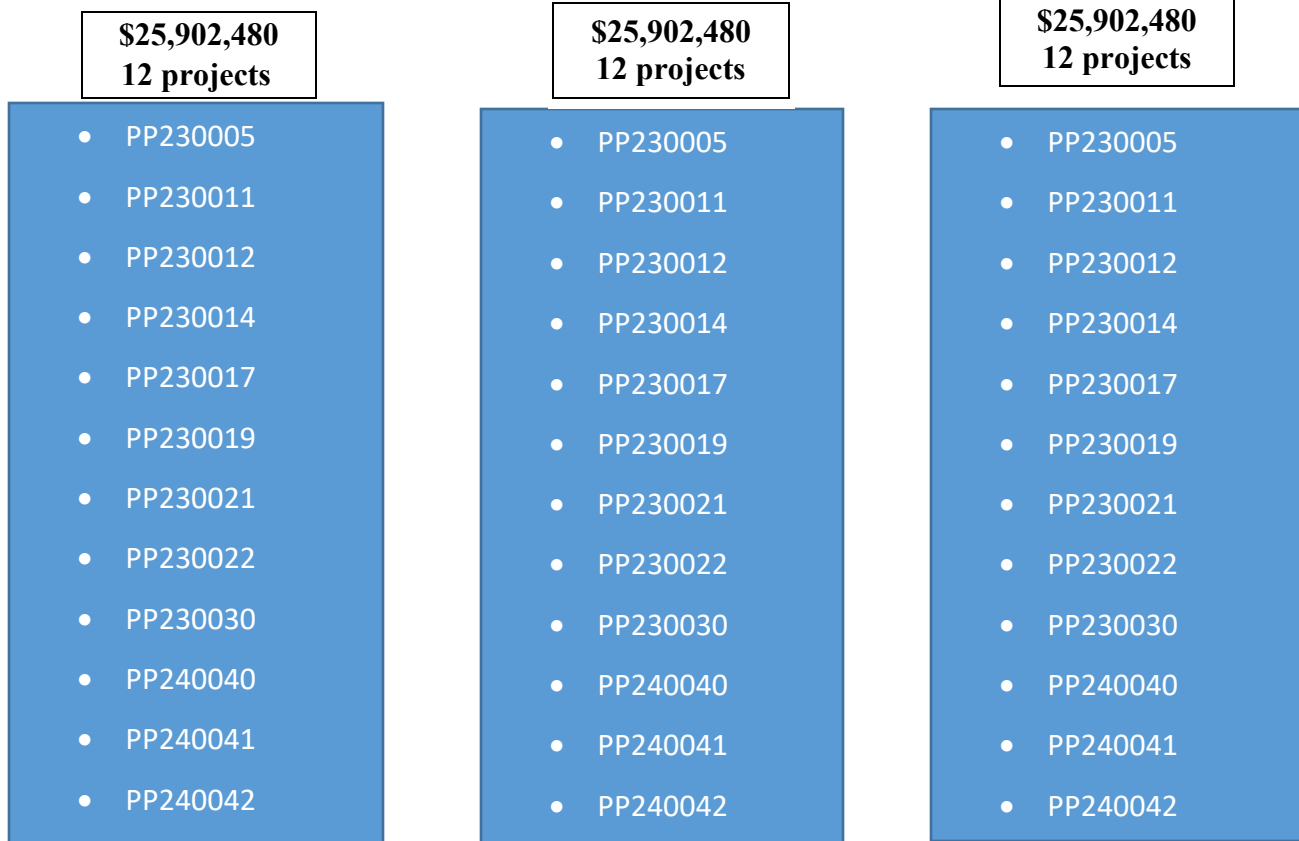 $25,902,480
12 projects
• PP230005
• PP230011
• PP230012
• PP230014
• PP230017
• PP230019
• PP230021
• PP230022
• PP230030
• PP240040
• PP240041
• PP240042
$25,902,480
12 projects
• PP230005
• PP230011
• PP230012
• PP230014
• PP230017
• PP230019
• PP230021
• PP230022
• PP230030
• PP240040
• PP240041
• PP240042
$25,902,480
12 projects
• PP230005
• PP230011
• PP230012
• PP230014
• PP230017
• PP230019
• PP230021
• PP230022
• PP230030
• PP240040
• PP240041
• PP240042